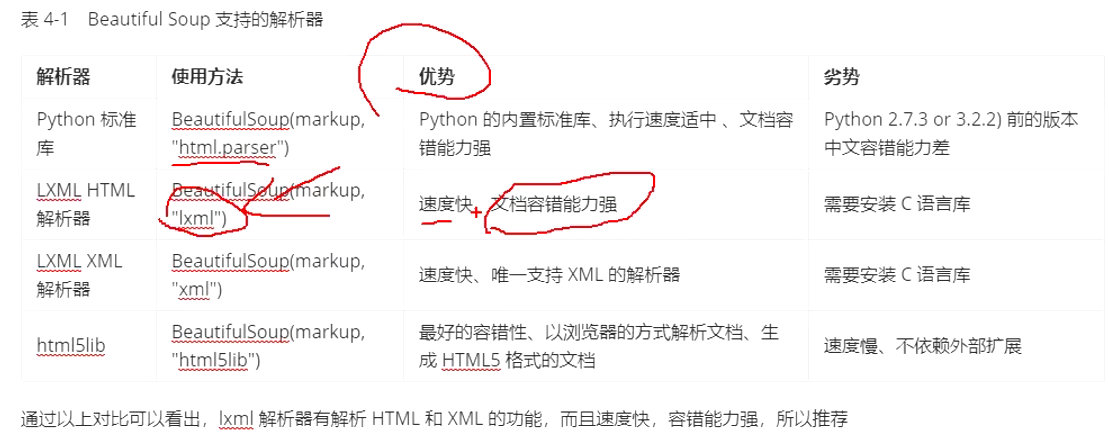 表 4-1 Beautiful Soup 支持的解析器
解析器 使用方法 优势 劣势
Python 标准
库
BeautifulSoup(markup,
"html.parser")
Python 的内置标准库、执行速度适中 、文档容
错能力强
Python 2.7.3 or 3.2.2) 前的版本
中文容错能力差
LXML HTML
解析器
BeautifulSoup(markup,
"lxml")
速度快、文档容错能力强
需要安装 C 语言库
LXML XML
解析器
BeautifulSoup(markup,
"xml")
速度快、唯一支持 XML 的解析器
需要安装 C 语言库
html5lib
BeautifulSoup(markup,
"html5lib")
最好的容错性、以浏览器的方式解析文档、生
成 HTML5 格式的文档
速度慢、不依赖外部扩展
通过以上对比可以看出，lxml 解析器有解析 HTML 和 XML 的功能，而且速度快，容错能力强，所以推荐